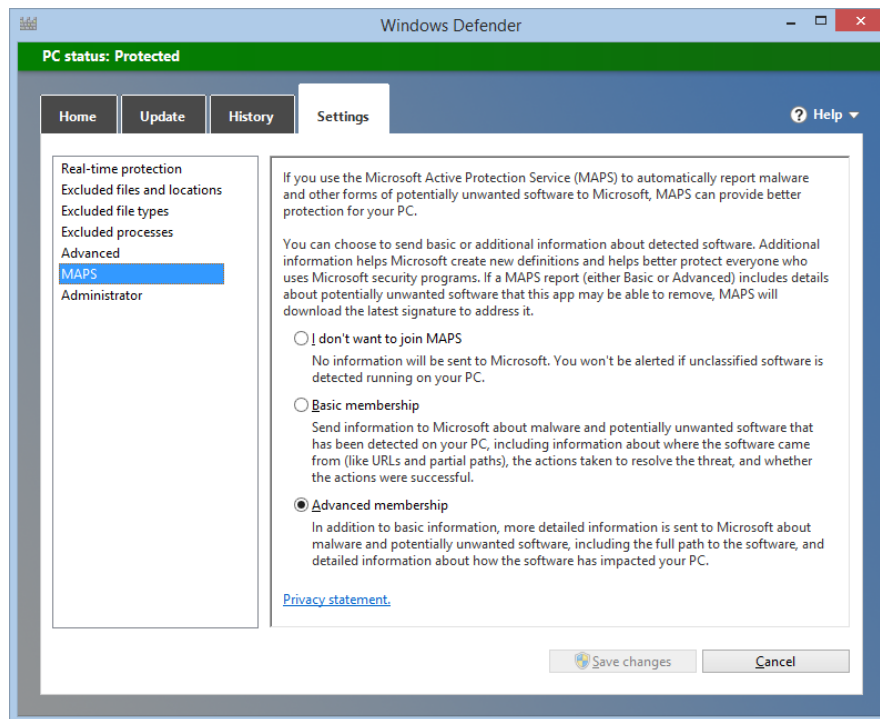 Windows Defender
PC status: Protected
Home
Update
History
Settings
Help
Real-time protection
Excluded files and locations
Excluded file types
Excluded processes
Advanced
MAPS
Administrator
If you use the Microsoft Active Protection Service (MAPS) to automatically report malware
and other forms of potentially unwanted software to Microsoft, MAPS can provide better
protection for your PC.
You can choose to send basic or additional information about detected software. Additional
information helps Microsoft create new definitions and helps better protect everyone who
uses Microsoft security programs. If a MAPS report (either Basic or Advanced) includes details
about potentially unwanted software that this app may be able to remove, MAPS will
download the latest signature to address it.
I don't want to join MAPS
No information will be sent to Microsoft. You won't be alerted if unclassified software is
detected running on your PC.
Basic membership
Send information to Microsoft about malware and potentially unwanted software that
has been detected on your PC, including information about where the software came
from (like URLs and partial paths), the actions taken to resolve the threat, and whether
the actions were successful.
Advanced membership
In addition to basic information, more detailed information is sent to Microsoft about
malware and potentially unwanted software, including the full path to the software, and
detailed information about how the software has impacted your PC.
Privacy statement.
Save changes
Cancel